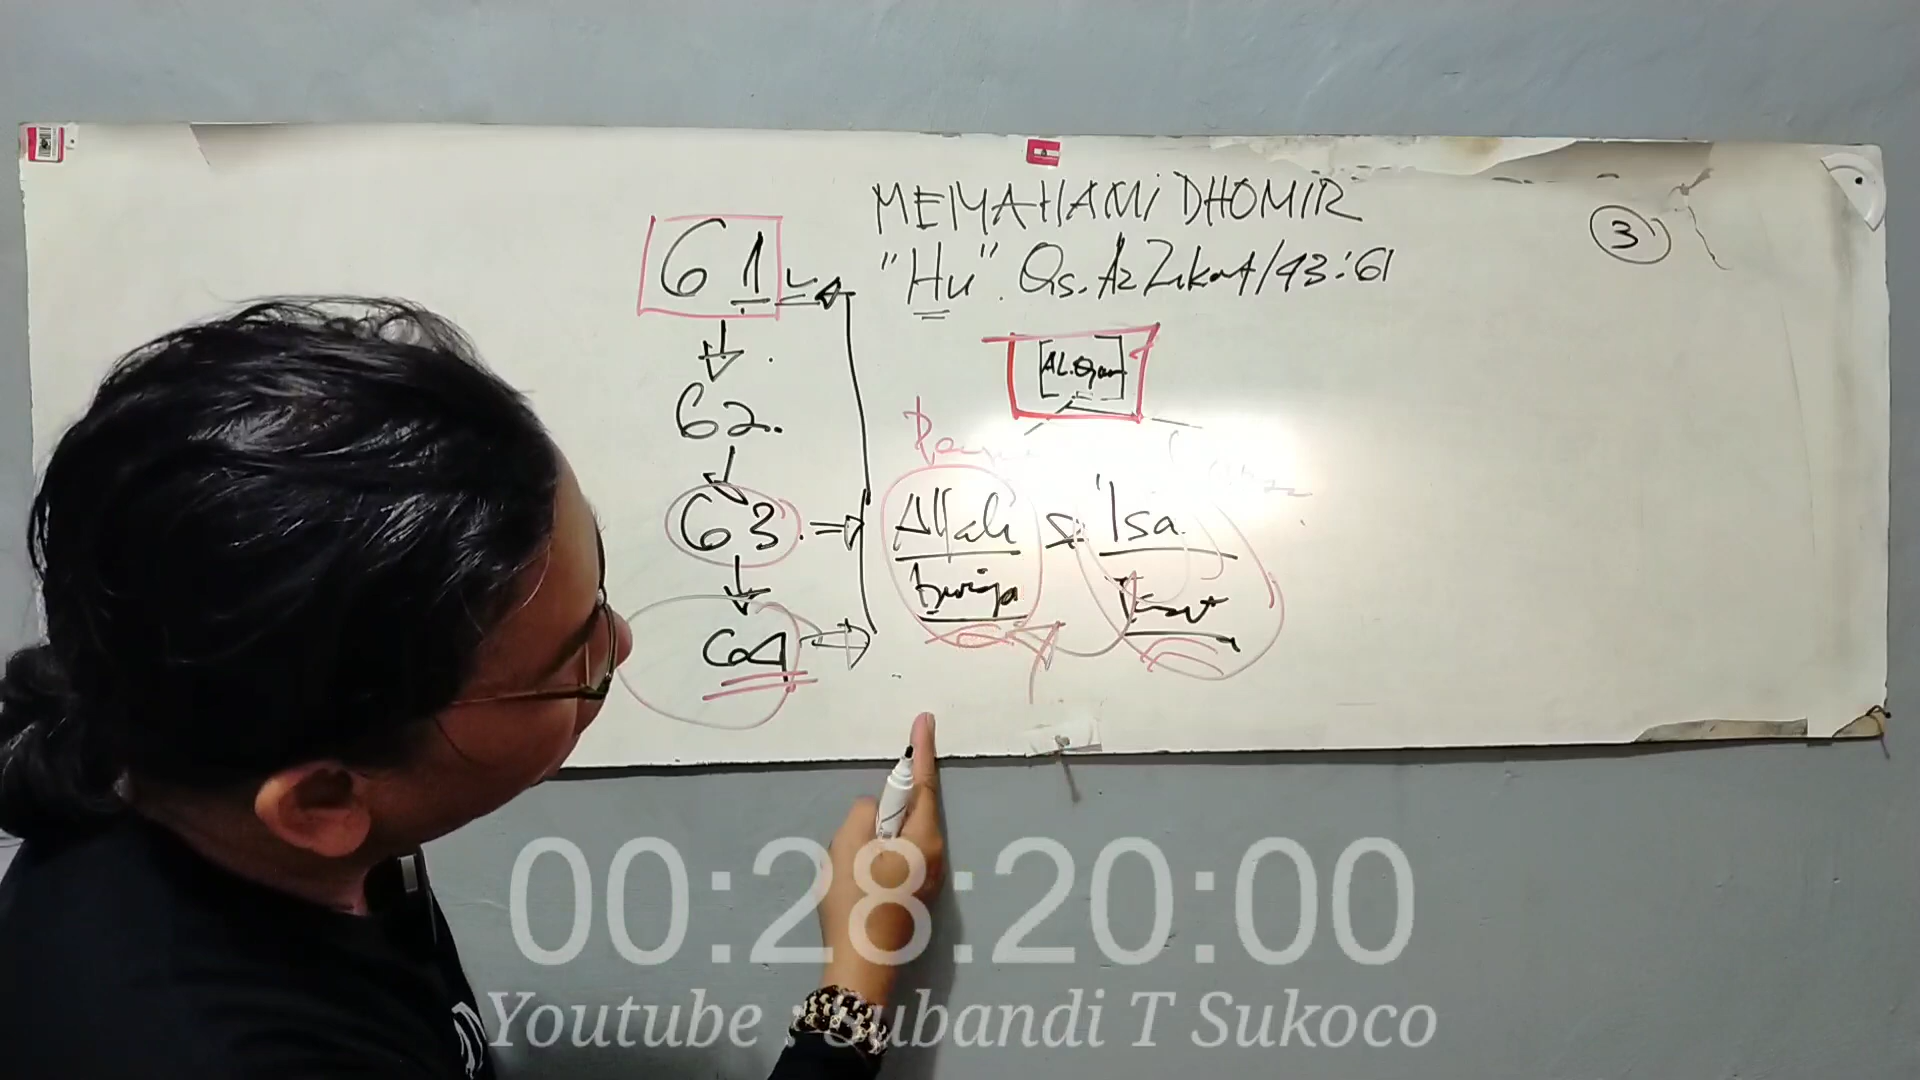 MEMAHAMI DHOMIR
"Hu". Qs. Az Zukruf/43:61
3
61
62..
63.
64
AL.Qur
Allah
Isa
00:28:20:00
Youtube : Subandi T Sukoco